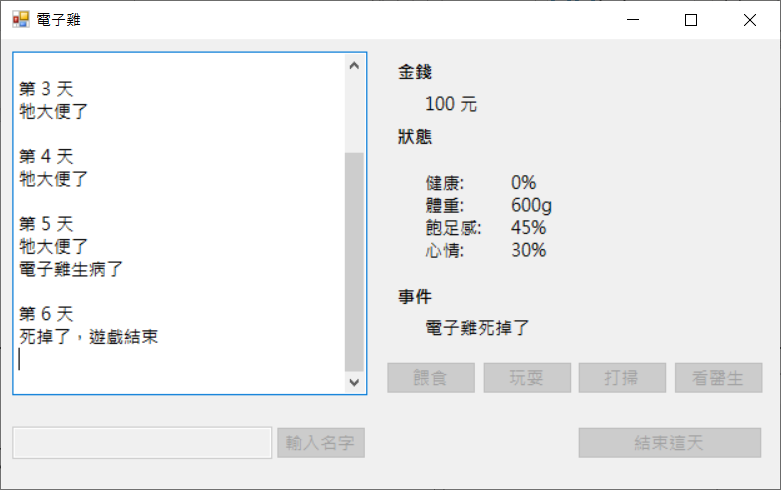 電子雞
第 3 天
牠大便了
第 4 天
牠大便了
第 5 天
牠大便了
電子雞生病了
第 6 天
死掉了，遊戲結束
金錢
100 元
狀態
健康: 0%
體重: 600g
飽足感: 45%
心情: 30%
事件
電子雞死掉了
餵食 玩耍 打掃 看醫生
輸入名字 結束這天